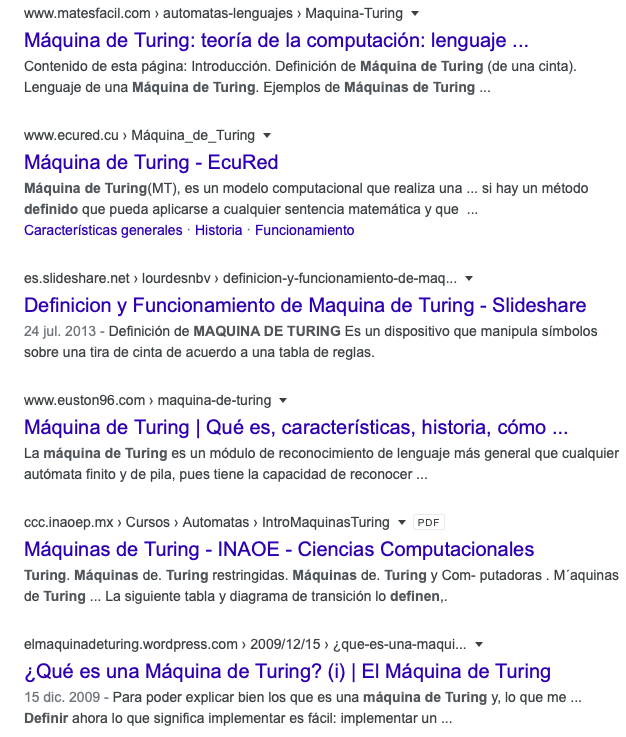 www.matesfacil.com › automatas-lenguajes › Maquina-Turing
Máquina de Turing: teoría de la computación: lenguaje ...
Contenido de esta página: Introducción. Definición de Máquina de Turing (de una cinta).
Lenguaje de una Máquina de Turing. Ejemplos de Máquinas de Turing ...
www.ecured.cu › Máquina_de_Turing
Máquina de Turing - EcuRed
Máquina de Turing(MT), es un modelo computacional que realiza una ... si hay un método
definido que pueda aplicarse a cualquier sentencia matemática y que ...
Características generales · Historia · Funcionamiento
es.slideshare.net › lourdesnbv › definicion-y-funcionamiento-de-maq...
Definicion y Funcionamiento de Maquina de Turing - Slideshare
24 jul. 2013 - Definición de MAQUINA DE TURING Es un dispositivo que manipula símbolos
sobre una tira de cinta de acuerdo a una tabla de reglas.
www.euston96.com › maquina-de-turing
Máquina de Turing | Qué es, características, historia, cómo ...
La máquina de Turing es un módulo de reconocimiento de lenguaje más general que cualquier
autómata finito y de pila, pues tiene la capacidad de reconocer ...
ccc.inaoep.mx › Cursos › Automatas › IntroMaquinasTuring PDF
Máquinas de Turing - INAOE - Ciencias Computacionales
Turing. Máquinas de. Turing restringidas. Máquinas de. Turing y Com- putadoras . M´aquinas
de Turing ... La siguiente tabla y diagrama de transición lo definen,.
elmaquinadeturing.wordpress.com › 2009/12/15 › ¿que-es-una-maqui...
¿Qué es una Máquina de Turing? (i) | El Máquina de Turing
15 dic. 2009 - Para poder explicar bien los que es una máquina de Turing y, lo que me ...
Definir ahora lo que significa implementar es fácil: implementar un ...